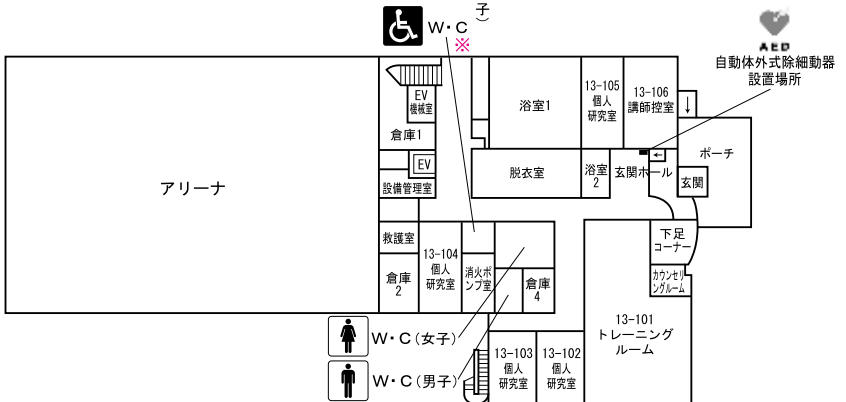 子）
W・C
※
AED
自動体外式除細動器
設置場所
EV
機械室
倉庫1
EV
設備管理室
浴室1
13-105
個人
研究室
13-106
講師控室
ポーチ
アリーナ
脱衣室
浴室
2
玄関ホール
玄関
救護室
倉庫
2
13-104
個人
研究室
消火ポ
ンプ室
倉庫
4
下足
コーナー
カウンセリ
ングルーム
13-101
トレーニング
ルーム
W・C（女子）
W・C（男子）
13-103
個人
研究室
13-102
個人
研究室